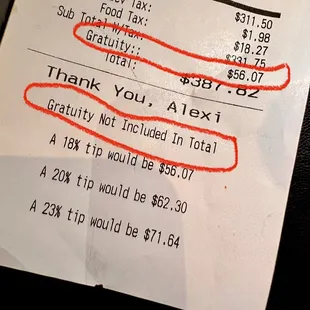 $311.50
ev Tax: $1.98
Food Tax: $18.27
Sub Total W/Tax: $331.75
Gratuity:: $56.07
Total: $387.82
Thank You, Alexi
Gratuity Not Included In Total
A 18% tip would be $56.07
A 20% tip would be $62.30
A 23% tip would be $71.64